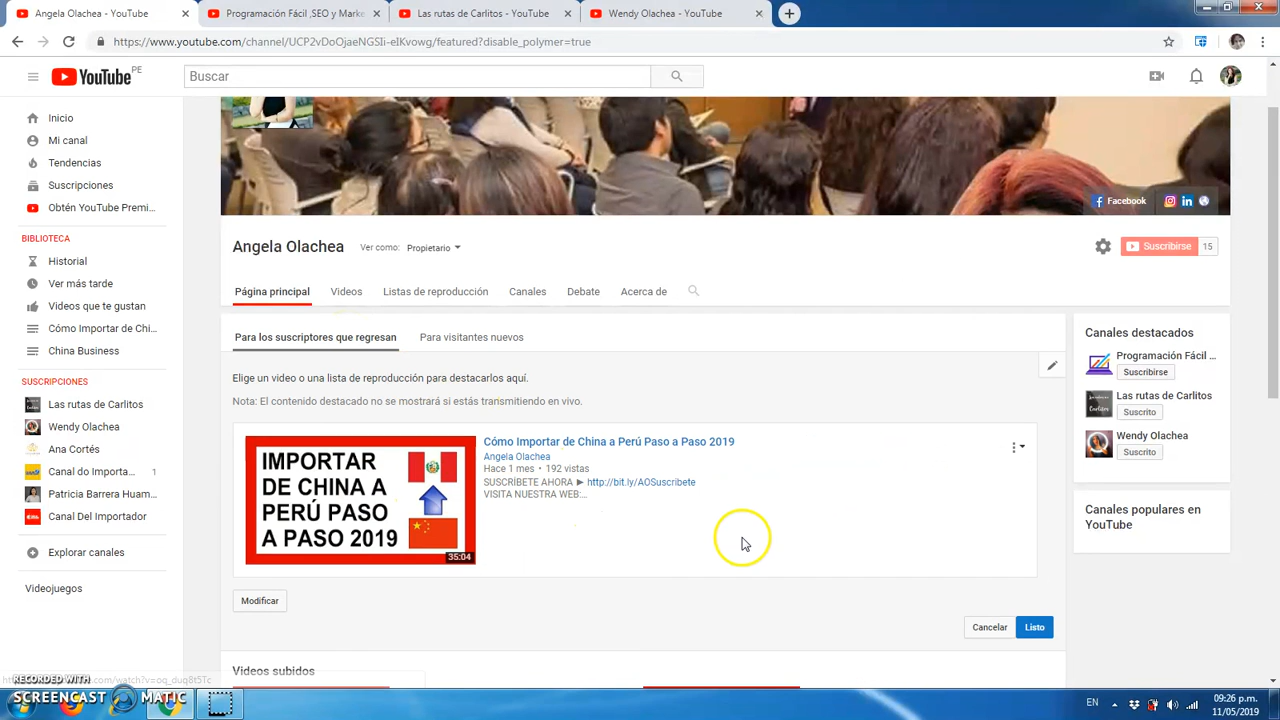 Angela Olachea - YouTube
Programación Fácil ,SEO y Marke
Las rutas de Carlitos - YouTube
Wendy Olachea - YouTube
https://www.youtube.com/channel/UCP2vDoOjaeNGSIi-eIKvowg/featured?disable_polymer=true
YouTube PE
Buscar
Inicio
Mi canal
Tendencias
Suscripciones
Obtén YouTube Premi...
BIBLIOTECA
Historial
Ver más tarde
Videos que te gustan
Cómo Importar de Chi...
China Business
SUSCRIPCIONES
Las rutas de Carlitos
Wendy Olachea
Ana Cortés
Canal do Importa... 1
Patricia Barrera Huam...
Canal Del Importador
Explorar canales
Videojuegos
Facebook
Angela Olachea
Ver como: Propietario
Suscribirse 15
Página principal Videos Listas de reproducción Canales Debate Acerca de
Para los suscriptores que regresan Para visitantes nuevos
Elige un video o una lista de reproducción para destacarlos aquí.
Nota: El contenido destacado no se mostrará si estás transmitiendo en vivo.
IMPORTAR
DE CHINA A
PERÚ PASO
A PASO 2019
35:04
Cómo Importar de China a Perú Paso a Paso 2019
Angela Olachea
Hace 1 mes • 192 vistas
SUSCRÍBETE AHORA ► http://bit.ly/AOSuscribete
VISITA NUESTRA WEB:...
Modificar
Cancelar Listo
Videos subidos
Canales destacados
Programación Fácil ...
Suscribirse
Las rutas de Carlitos
Suscrito
Wendy Olachea
Suscrito
Canales populares en
YouTube
RECORDED WITH
SCREENCAST MATIC
EN
09:26 p.m.
11/05/2019